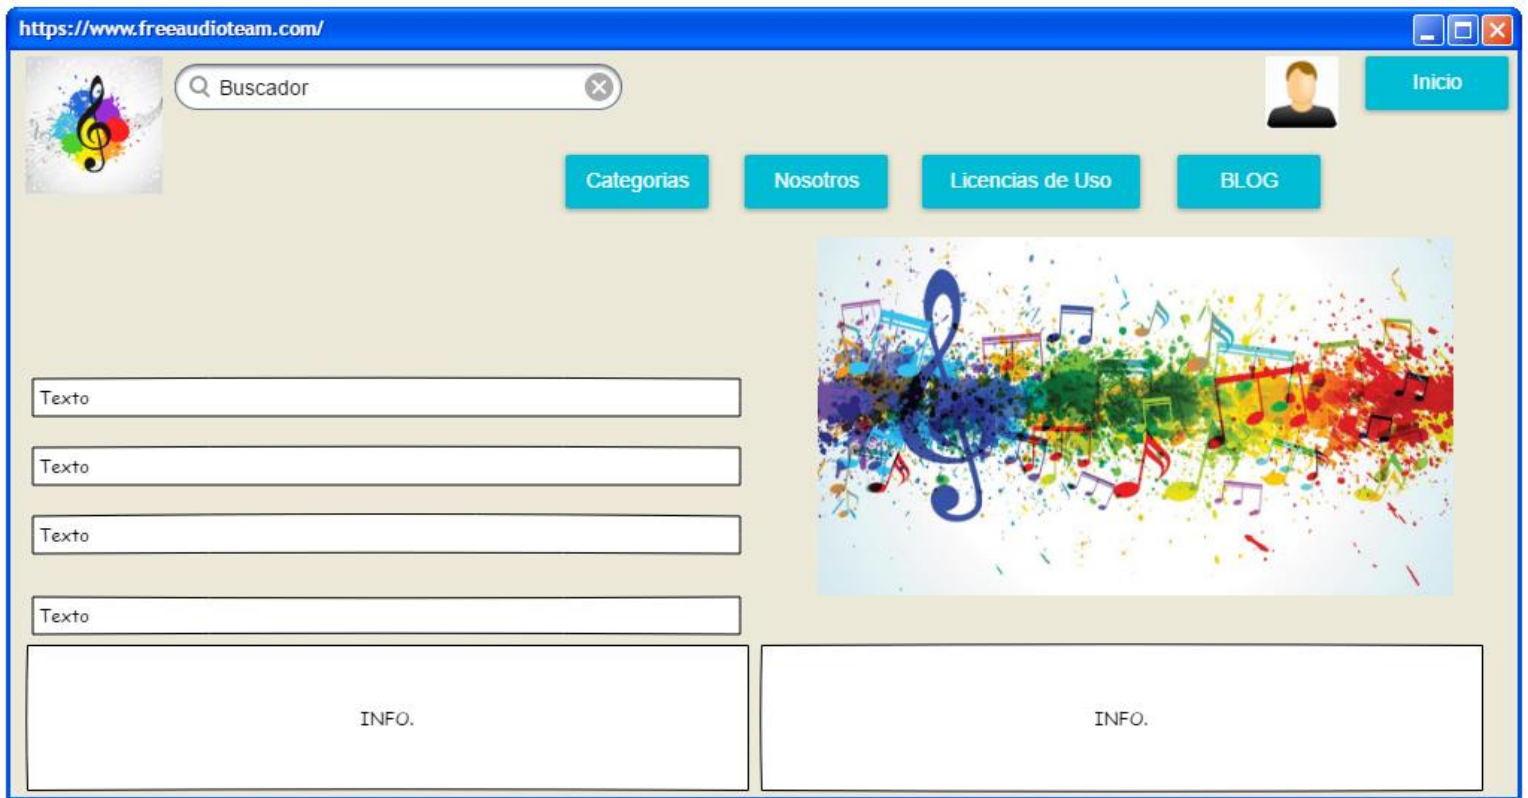 https://www.freeaudioteam.com/
Buscador
Inicio
Categorias
Nosotros
Licencias de Uso
BLOG
Texto
Texto
Texto
Texto
INFO.
INFO.